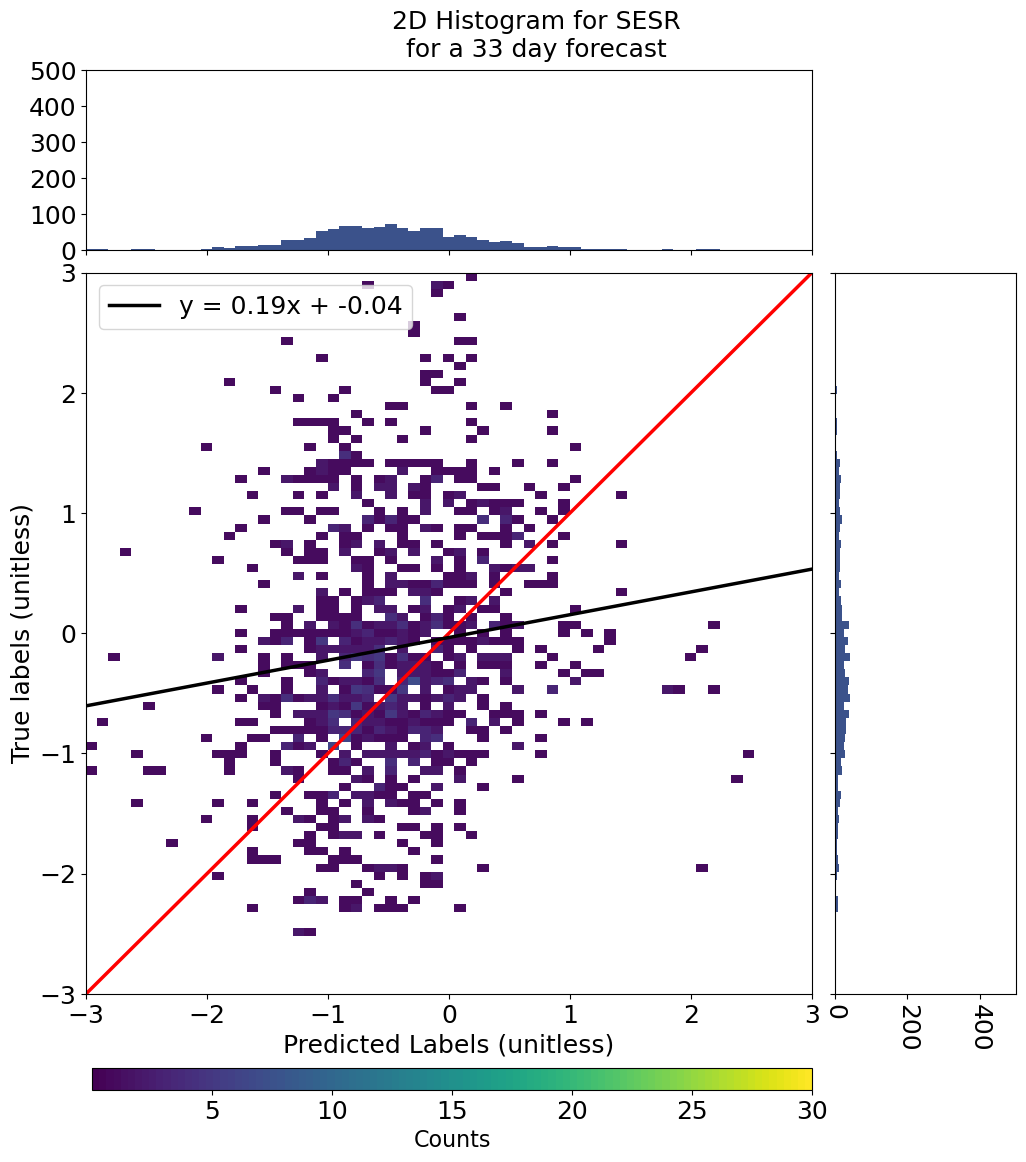 2D Histogram for SESR
for a 33 day forecast
500
400
300
200
100
0
y = 0.19x + -0.04
3
2
1
0
−1
−2
−3
True labels (unitless)
−3 −2 −1 0 1 2 3
Predicted Labels (unitless)
0 200 400
5 10 15 20 25 30
Counts